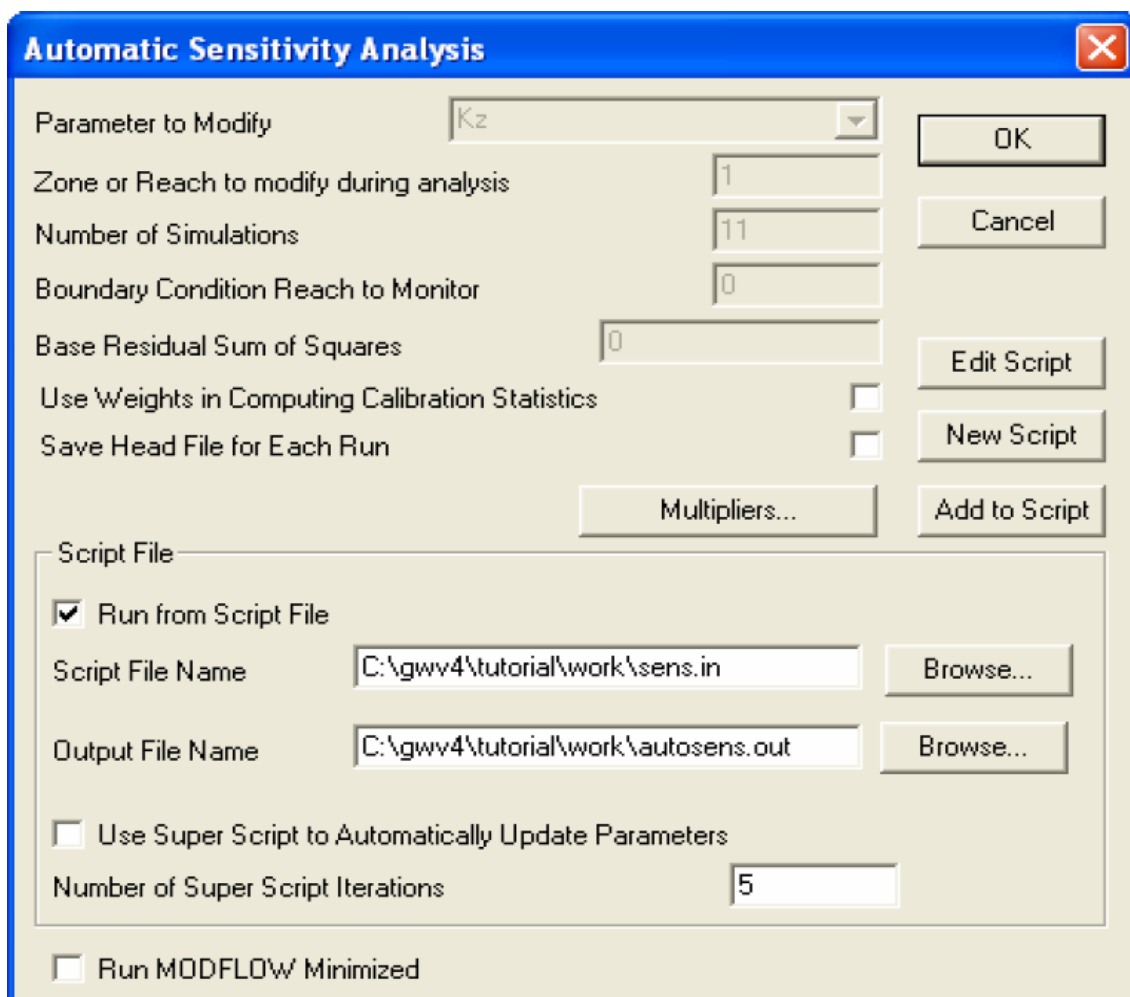 Automatic Sensitivity Analysis
Parameter to Modify Kz
OK
Zone or Reach to modify during analysis 1
Number of Simulations 11
Cancel
Boundary Condition Reach to Monitor 0
Base Residual Sum of Squares 0
Edit Script
Use Weights in Computing Calibration Statistics
Save Head File for Each Run
New Script
Multipliers...
Add to Script
Script File
Run from Script File
Script File Name C:\gwv4\tutorial\work\sens.in Browse...
Output File Name C:\gwv4\tutorial\work\autosens.out Browse...
Use Super Script to Automatically Update Parameters
Number of Super Script Iterations 5
Run MODFLOW Minimized